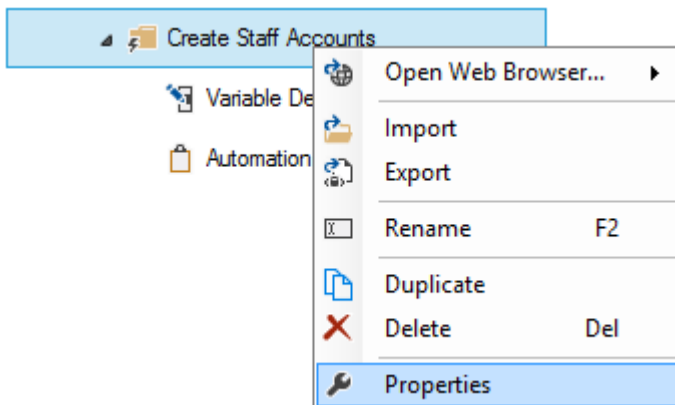 Create Staff Accounts
Open Web Browser...
Variable De
Import
Automation
Export
Rename F2
Duplicate
Delete Del
Properties